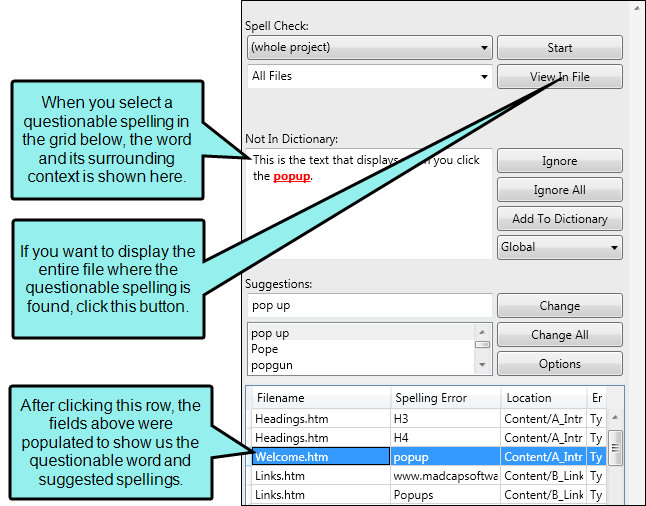 Spell Check:
(whole project)
Start
All Files
View In File
When you select a
questionable spelling in
the grid below, the word
and its surrounding
context is shown here.
Not In Dictionary:
This is the text that displays you click
the popup.
Ignore
Ignore All
Add To Dictionary
Global
If you want to display the
entire file where the
questionable spelling is
found, click this button.
Suggestions:
pop up
Change
pop up
Pope
popgun
Change All
Options
After clicking this row, the
fields above were
populated to show us the
questionable word and
suggested spellings.
Filename Spelling Error Location Er
Headings.htm H3 Content/A_Intr Ty
Headings.htm H4 Content/A_Intr Ty
Welcome.htm popup Content/A_Intr Ty
Links.htm www.madcapsoftwa Content/B_Link Ty
Links.htm Popups Content/B_Link Ty